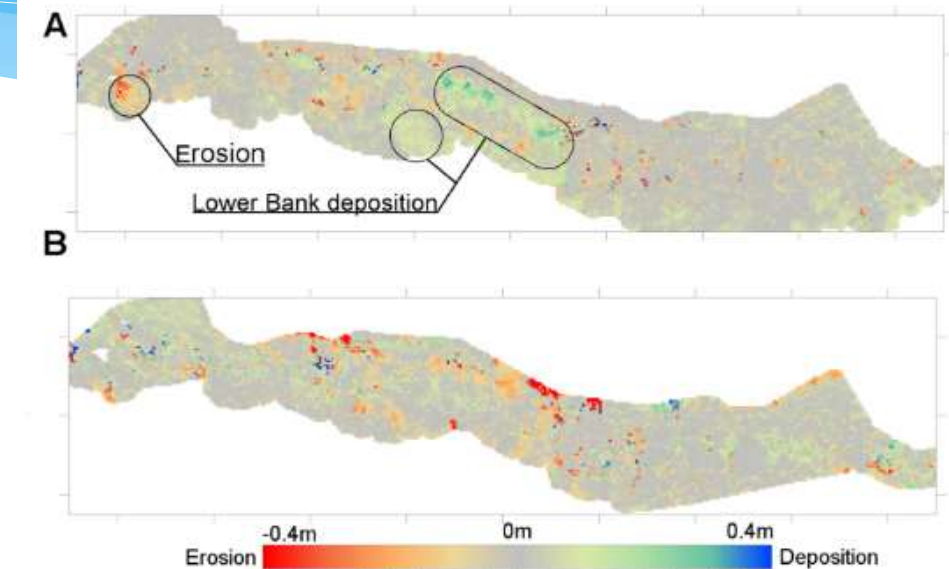 A
Erosion
Lower Bank deposition
B
-0.4m 0m 0.4m
Erosion Deposition